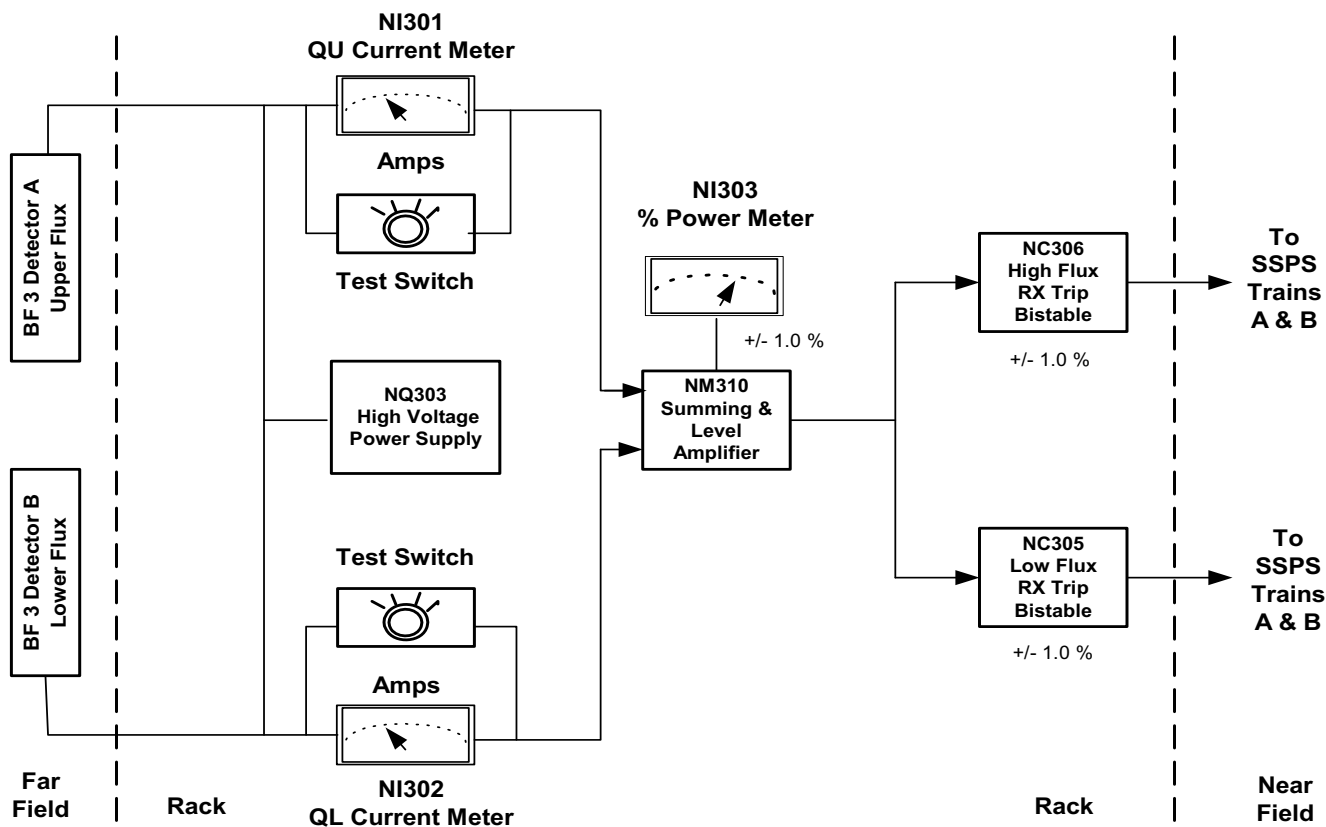 NI301
QU Current Meter
BF 3 Detector A
Upper Flux
Amps
Test Switch
NI303
% Power Meter
+/- 1.0 %
NC306
High Flux
RX Trip
Bistable
+/- 1.0 %
To
SSPS
Trains
A & B
NQ303
High Voltage
Power Supply
NM310
Summing &
Level
Amplifier
BF 3 Detector B
Lower Flux
Test Switch
Amps
NI302
QL Current Meter
NC305
Low Flux
RX Trip
Bistable
+/- 1.0 %
To
SSPS
Trains
A & B
Far
Field
Rack
Rack
Near
Field